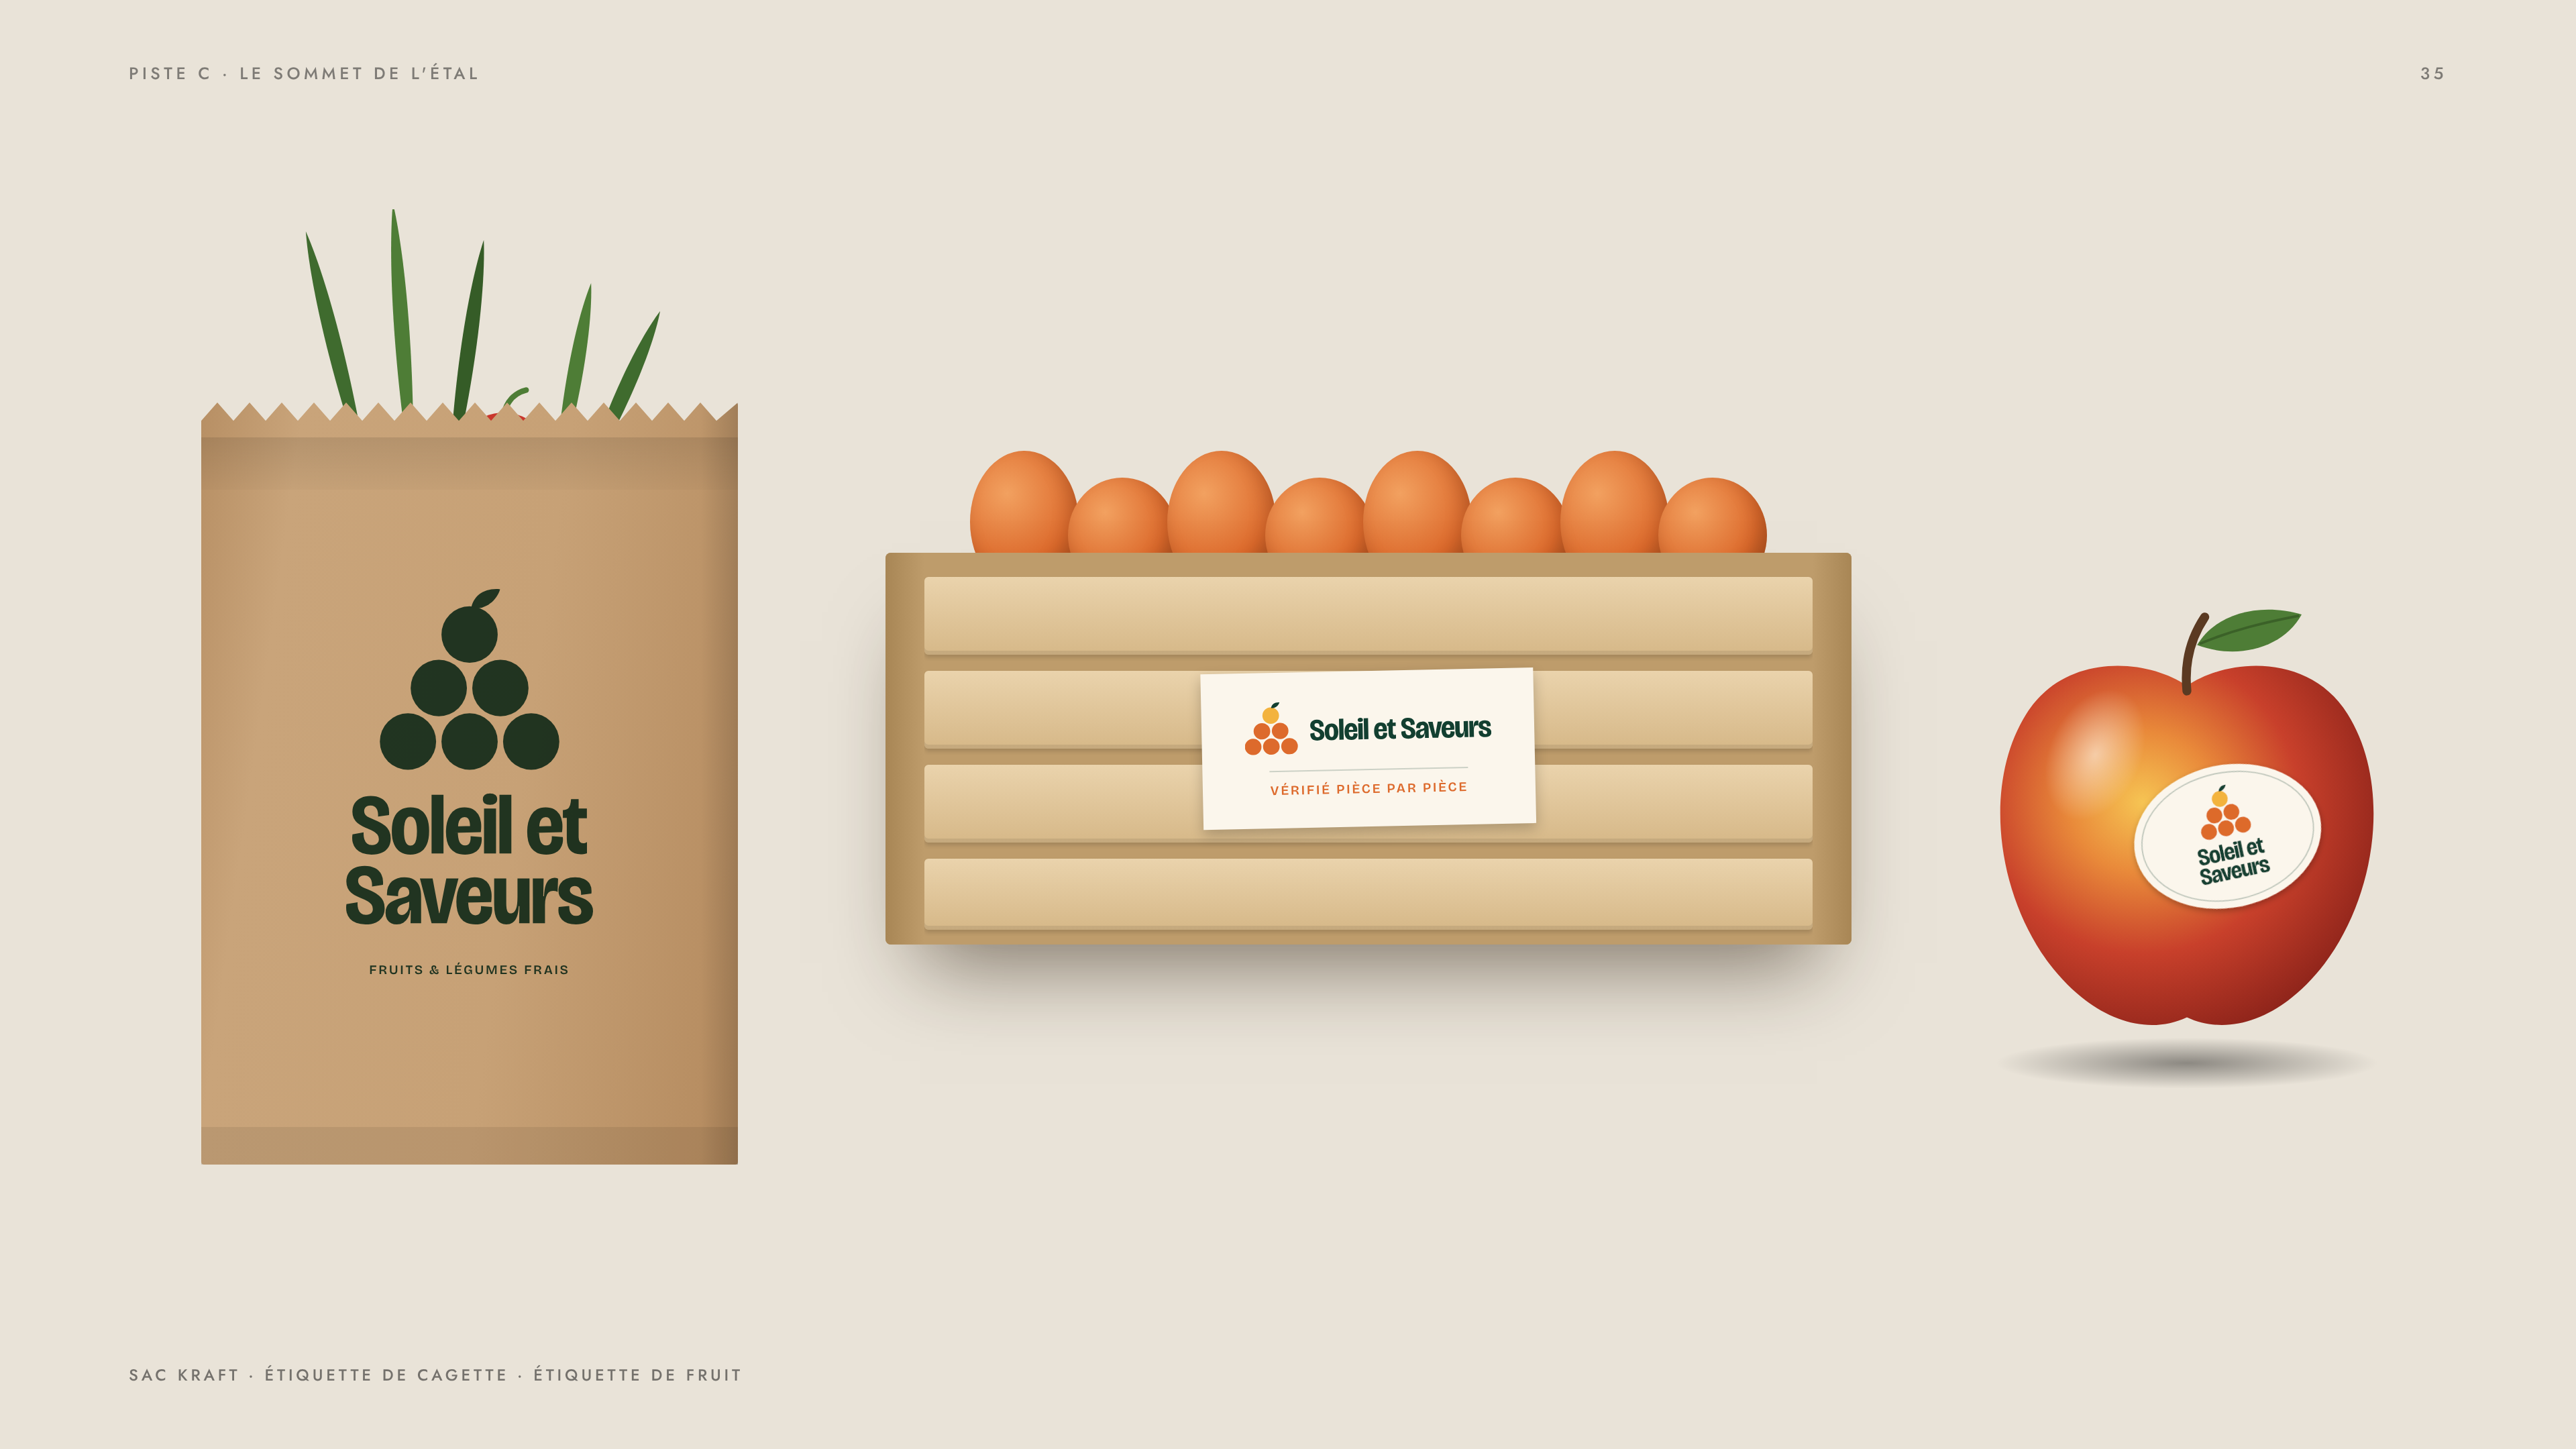 PISTE C · LE SOMMET DE L'ÉTAL
35
Soleil et
Saveurs
FRUITS & LÉGUMES FRAIS
Soleil et Saveurs
VÉRIFIÉ PIÈCE PAR PIÈCE
Soleil et
Saveurs
SAC KRAFT · ÉTIQUETTE DE CAGETTE · ÉTIQUETTE DE FRUIT